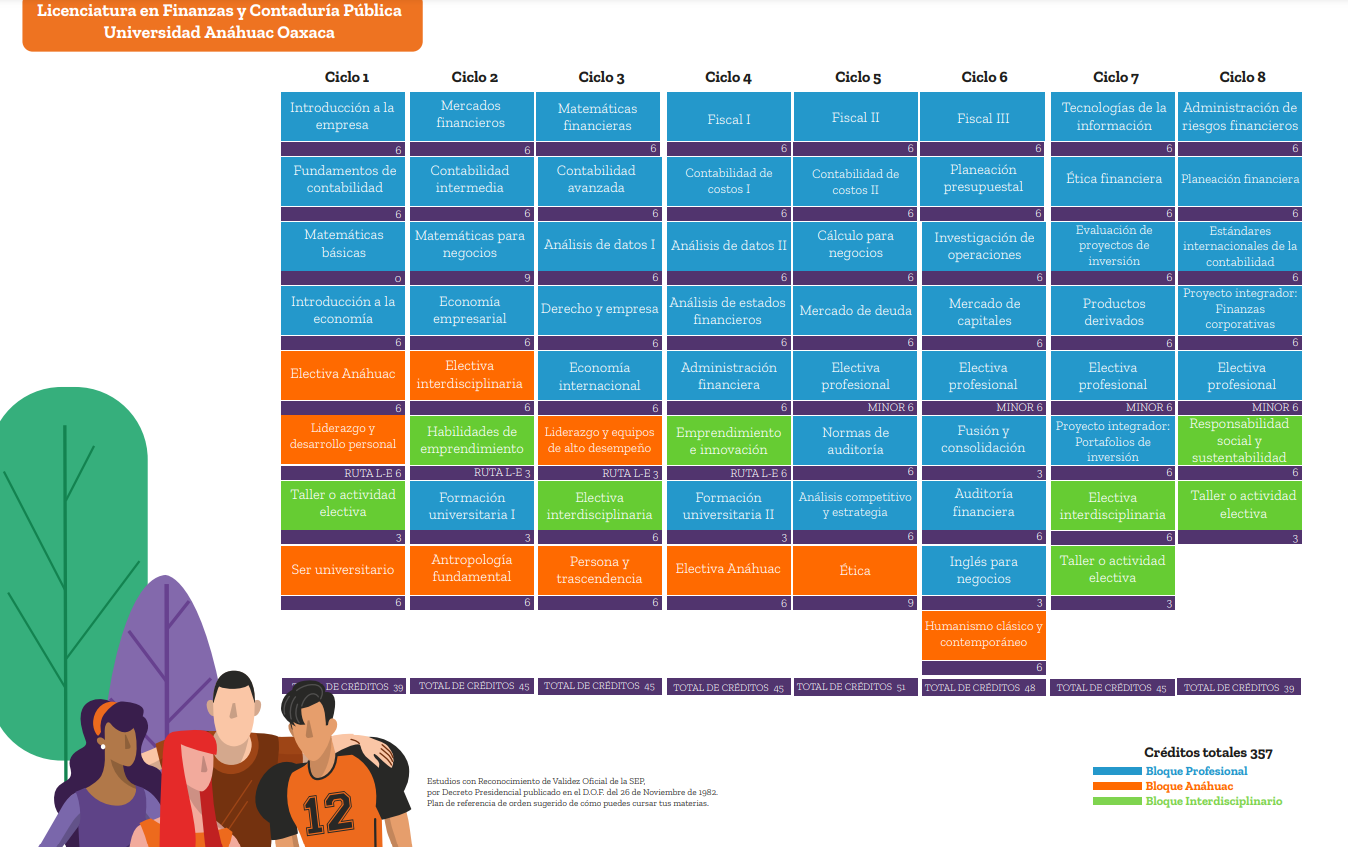 Licenciatura en Finanzas y Contaduría Pública
Universidad Anáhuac Oaxaca
Ciclo 1
Ciclo 2
Ciclo 3
Ciclo 4
Ciclo 5
Ciclo 6
Ciclo 7
Ciclo 8
Introducción a la
empresa
6
Mercados
financieros
6
Matemáticas
financieras
6
Fiscal I
6
Fiscal II
6
Fiscal III
6
Tecnologías de la
información
6
Administración de
riesgos financieros
6
Fundamentos de
contabilidad
6
Contabilidad
intermedia
6
Contabilidad
avanzada
6
Contabilidad de
costos I
6
Contabilidad de
costos II
6
Planeación
presupuestal
6
Ética financiera
6
Planeación financiera
6
Matemáticas
básicas
0
Matemáticas para
negocios
9
Análisis de datos I
6
Análisis de datos II
6
Cálculo para
negocios
6
Investigación de
operaciones
6
Evaluación de
proyectos de
inversión
6
Estándares
internacionales de la
contabilidad
6
Introducción a la
economía
6
Economía
empresarial
6
Derecho y empresa
6
Análisis de estados
financieros
6
Mercado de deuda
6
Mercado de
capitales
6
Productos
derivados
6
Proyecto integrador:
Finanzas
corporativas
6
Electiva Anáhuac
6
Electiva
interdisciplinaria
6
Economía
internacional
6
Administración
financiera
6
Electiva
profesional
MINOR 6
Electiva
profesional
MINOR 6
Electiva
profesional
MINOR 6
Electiva
profesional
MINOR 6
Liderazgo y
desarrollo personal
RUTA L-E 6
Habilidades de
emprendimiento
RUTA L-E 3
Liderazgo y equipos
de alto desempeño
RUTA L-E 3
Emprendimiento
e innovación
RUTA L-E 6
Normas de
auditoría
6
Fusión y
consolidación
3
Proyecto integrador:
Portafolios de
inversión
6
Responsabilidad
social y
sustentabilidad
6
Taller o actividad
electiva
3
Formación
universitaria I
3
Electiva
interdisciplinaria
6
Formación
universitaria II
3
Análisis competitivo
y estrategia
6
Auditoría
financiera
6
Electiva
interdisciplinaria
6
Taller o actividad
electiva
3
Ser universitario
6
Antropología
fundamental
6
Persona y
trascendencia
6
Electiva Anáhuac
6
Ética
9
Inglés para
negocios
3
Taller o actividad
electiva
3
Humanismo clásico y
contemporáneo
6
DE CRÉDITOS 39
TOTAL DE CRÉDITOS 45
TOTAL DE CRÉDITOS 45
TOTAL DE CRÉDITOS 45
TOTAL DE CRÉDITOS 51
TOTAL DE CRÉDITOS 48
TOTAL DE CRÉDITOS 45
TOTAL DE CRÉDITOS 39
Créditos totales 357
Bloque Profesional
Bloque Anáhuac
Bloque Interdisciplinario
Estudios con Reconocimiento de Validez Oficial de la SEP,
por Decreto Presidencial publicado en el D.O.F. del 26 de Noviembre de 1982.
Plan de referencia de orden sugerido de cómo puedes cursar tus materias.
12